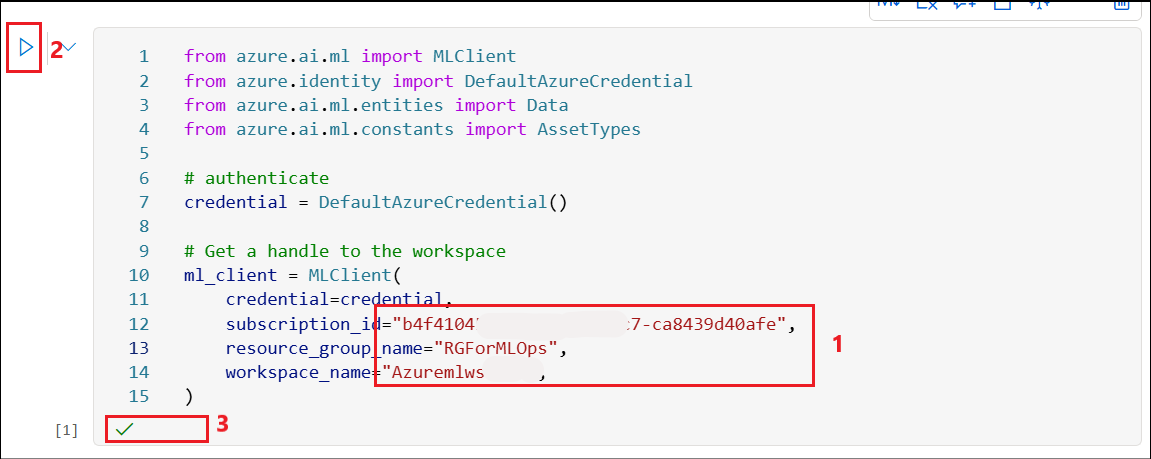 2
1 from azure.ai.ml import MLClient
2 from azure.identity import DefaultAzureCredential
3 from azure.ai.ml.entities import Data
4 from azure.ai.ml.constants import AssetTypes
5
6 # authenticate
7 credential = DefaultAzureCredential()
8
9 # Get a handle to the workspace
10 ml_client = MLClient(
11 credential=credential,
12 subscription_id="b4f4104 7-ca8439d40afe",
13 resource_group_name="RGForMLOps",
14 workspace_name="Azuremlws ,
15 )
1
[1]
3